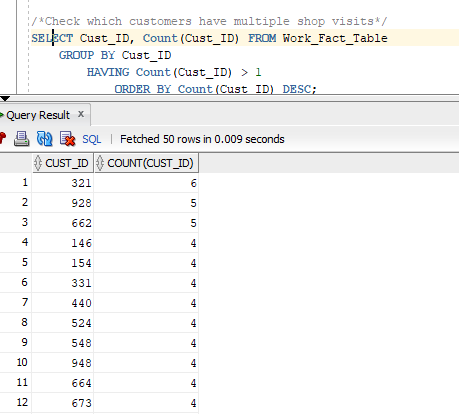 /*Check which customers have multiple shop visits*/
SELECT Cust_ID, Count(Cust_ID) FROM Work_Fact_Table
GROUP BY Cust_ID
HAVING Count(Cust_ID) > 1
ORDER BY Count(Cust_ID) DESC;
Query Result x
SQL | Fetched 50 rows in 0.009 seconds
CUST_ID COUNT(CUST_ID)
1 321 6
2 928 5
3 662 5
4 146 4
5 154 4
6 331 4
7 440 4
8 524 4
9 548 4
10 948 4
11 664 4
12 673 4